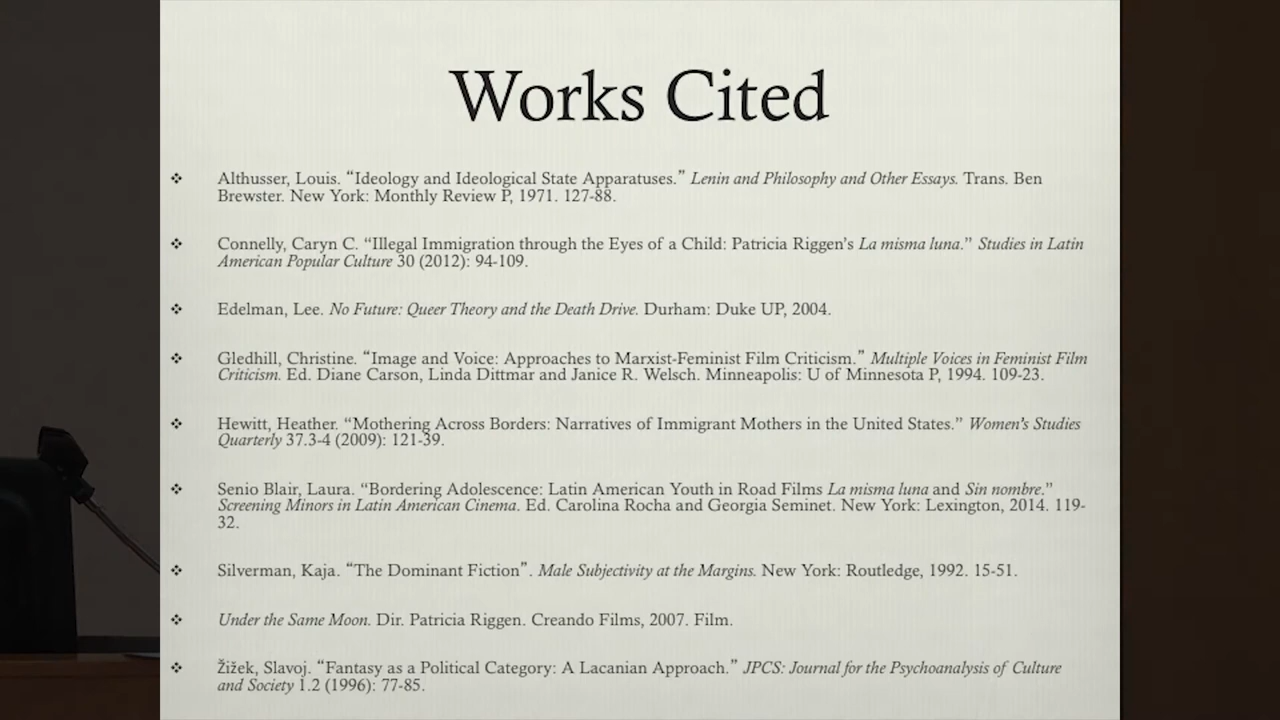 Works Cited
❖ Althusser, Louis. “Ideology and Ideological State Apparatuses.” Lenin and Philosophy and Other Essays. Trans. Ben
Brewster. New York: Monthly Review P, 1971. 127-88.
❖ Connelly, Caryn C. “Illegal Immigration through the Eyes of a Child: Patricia Riggen’s La misma luna.” Studies in Latin
American Popular Culture 30 (2012): 94-109.
❖ Edelman, Lee. No Future: Queer Theory and the Death Drive. Durham: Duke UP, 2004.
❖ Gledhill, Christine. “Image and Voice: Approaches to Marxist-Feminist Film Criticism.” Multiple Voices in Feminist Film
Criticism. Ed. Diane Carson, Linda Dittmar and Janice R. Welsch. Minneapolis: U of Minnesota P, 1994. 109-23.
❖ Hewitt, Heather. “Mothering Across Borders: Narratives of Immigrant Mothers in the United States.” Women’s Studies
Quarterly 37.3-4 (2009): 121-39.
❖ Senio Blair, Laura. “Bordering Adolescence: Latin American Youth in Road Films La misma luna and Sin nombre.”
Screening Minors in Latin American Cinema. Ed. Carolina Rocha and Georgia Seminet. New York: Lexington, 2014. 119-
32.
❖ Silverman, Kaja. “The Dominant Fiction”. Male Subjectivity at the Margins. New York: Routledge, 1992. 15-51.
❖ Under the Same Moon. Dir. Patricia Riggen. Creando Films, 2007. Film.
❖ Žižek, Slavoj. “Fantasy as a Political Category: A Lacanian Approach.” JPCS: Journal for the Psychoanalysis of Culture
and Society 1.2 (1996): 77-85.